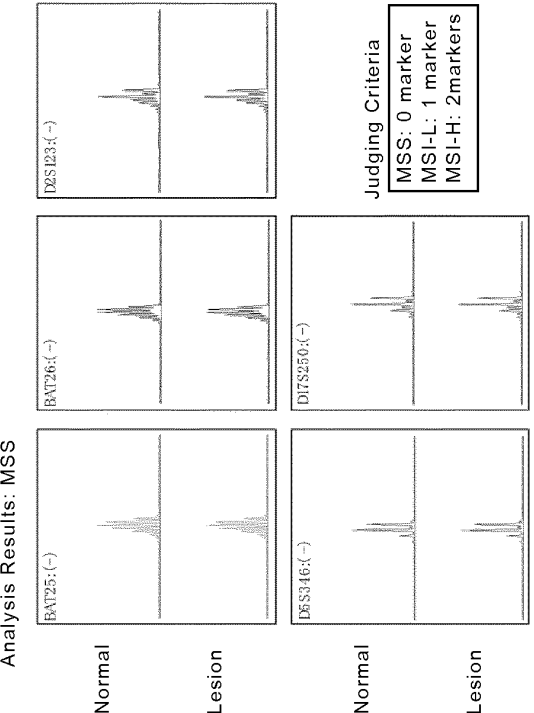 Analysis Results: MSS
BAT25:(-)
BAT26:(-)
D2S123:(-)
Normal
Lesion
D5S346:(-)
D17S250:(-)
Normal
Lesion
Judging Criteria
MSS: 0 marker
MSI-L: 1 marker
MSI-H: 2markers